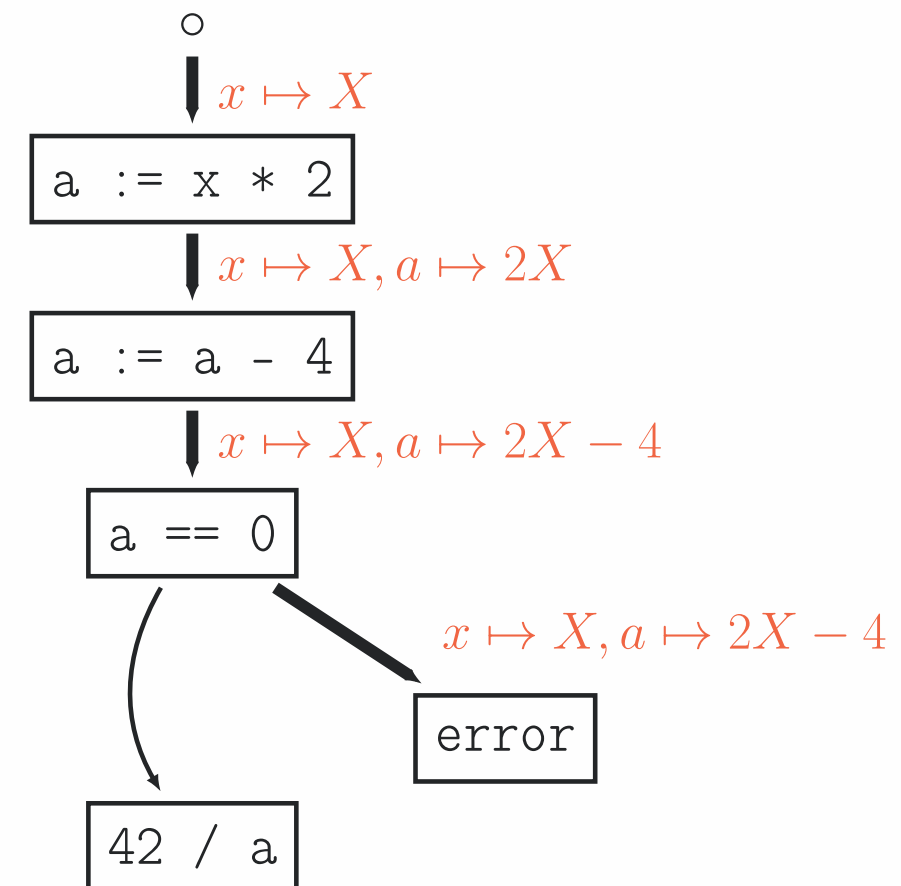 x ↦ X
a := x * 2
x ↦ X, a ↦ 2X
a := a - 4
x ↦ X, a ↦ 2X − 4
a == 0
x ↦ X, a ↦ 2X − 4
error
42 / a